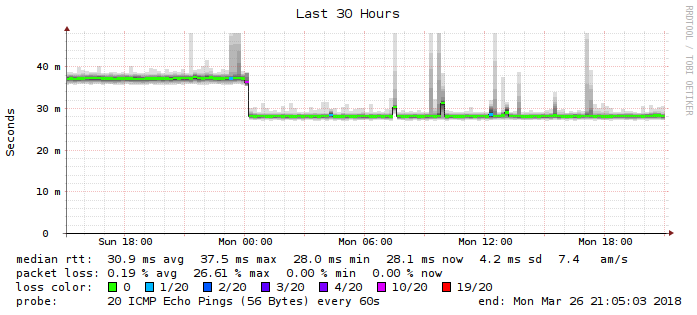 Last 30 Hours
RRDTOOL / TOBI OETIKER
Seconds
40 m
30 m
20 m
10 m
0
Sun 18:00 Mon 00:00 Mon 06:00 Mon 12:00 Mon 18:00
median rtt: 30.9 ms avg 37.5 ms max 28.0 ms min 28.1 ms now 4.2 ms sd 7.4 am/s
packet loss: 0.19 % avg 26.61 % max 0.00 % min 0.00 % now
loss color: 0 1/20 2/20 3/20 4/20 10/20 19/20
probe: 20 ICMP Echo Pings (56 Bytes) every 60s end: Mon Mar 26 21:05:03 2018